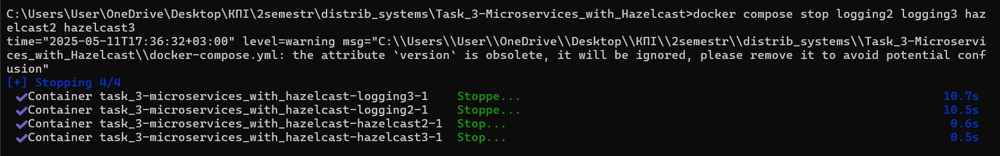 C:\Users\User\OneDrive\Desktop\КПІ\2semestr\distrib_systems\Task_3-Microservices_with_Hazelcast>docker compose stop logging2 logging3 haz
elcast2 hazelcast3
time="2025-05-11T17:36:32+03:00" level=warning msg="C:\\Users\\User\\OneDrive\\Desktop\\КПІ\\2semestr\\distrib_systems\\Task_3-Microservi
ces_with_Hazelcast\\docker-compose.yml: the attribute `version` is obsolete, it will be ignored, please remove it to avoid potential conf
usion"
[+] Stopping 4/4
✔Container task_3-microservices_with_hazelcast-logging3-1    Stoppe...    10.7s
✔Container task_3-microservices_with_hazelcast-logging2-1    Stoppe...    10.5s
✔Container task_3-microservices_with_hazelcast-hazelcast2-1  Stop...    0.6s
✔Container task_3-microservices_with_hazelcast-hazelcast3-1  Stop...    0.5s